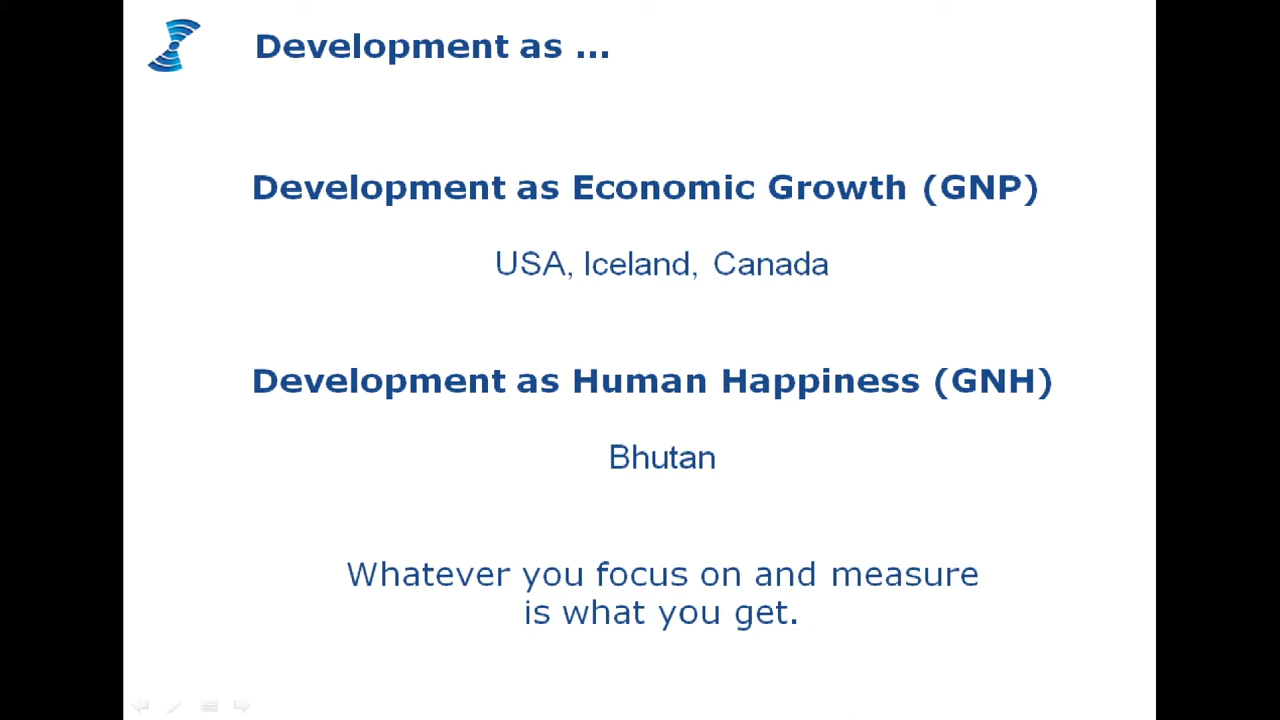 Development as ...
Development as Economic Growth (GNP)
USA, Iceland, Canada
Development as Human Happiness (GNH)
Bhutan
Whatever you focus on and measure
is what you get.